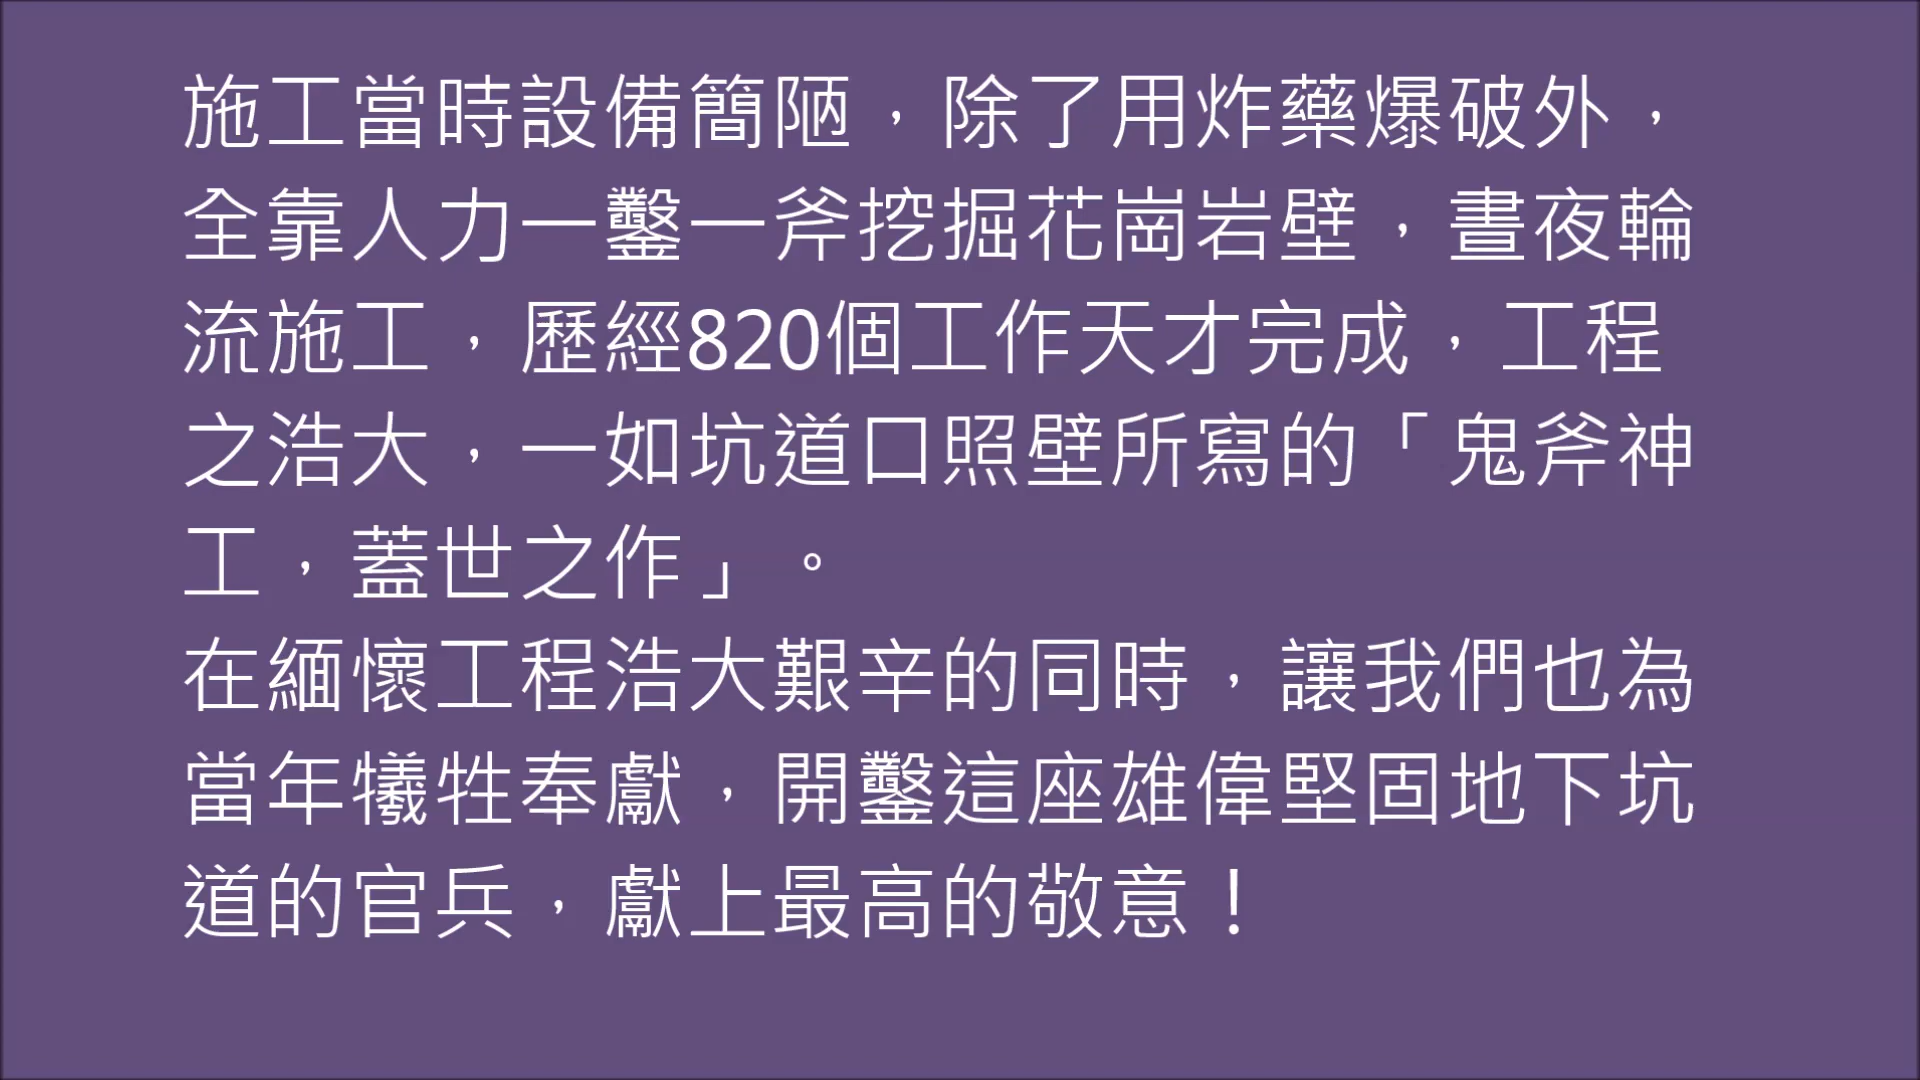 施工當時設備簡陋，除了用炸藥爆破外，
全靠人力一鑿一斧挖掘花崗岩壁，晝夜輪
流施工，歷經820個工作天才完成，工程
之浩大，一如坑道口照壁所寫的「鬼斧神
工，蓋世之作」。
在緬懷工程浩大艱辛的同時，讓我們也為
當年犧牲奉獻，開鑿這座雄偉堅固地下坑
道的官兵，獻上最高的敬意！